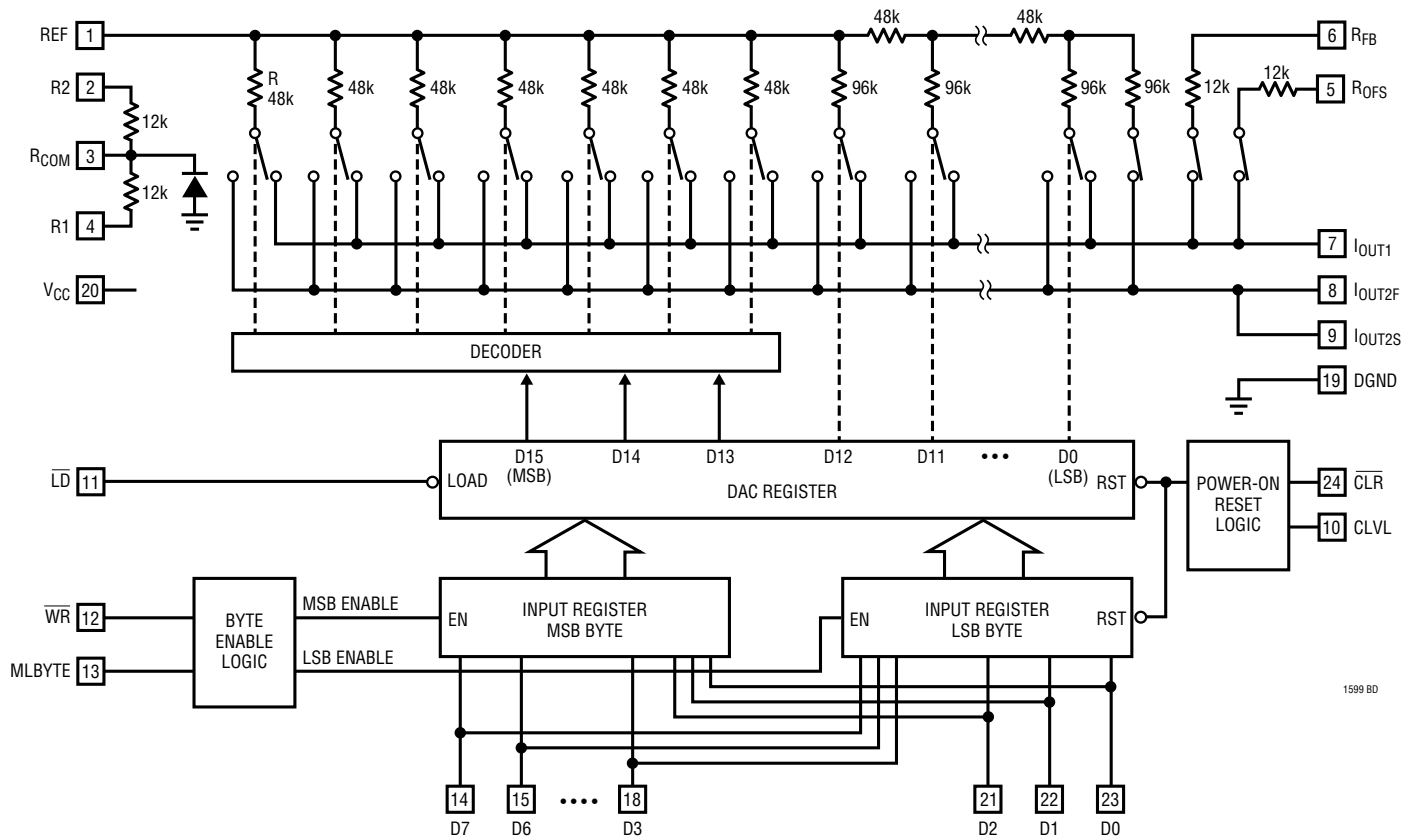 48k
48k
REF 1
6 RFB
R
48k
48k
48k
48k
48k
48k
48k
96k
96k
96k
96k
12k
12k
5 ROFS
R2 2
12k
RCOM 3
12k
R1 4
7 IOUT1
VCC 20
8 IOUT2F
9 IOUT2S
DECODER
19 DGND
D15
(MSB)
D14
D13
D12
D11
•••
D0
(LSB)
LD 11
LOAD
DAC REGISTER
RST
POWER-ON
RESET
LOGIC
24 CLR
10 CLVL
WR 12
MLBYTE 13
BYTE
ENABLE
LOGIC
MSB ENABLE
LSB ENABLE
EN
INPUT REGISTER
MSB BYTE
EN
INPUT REGISTER
LSB BYTE
RST
1599 BD
14
15
••••
18
21
22
23
D7
D6
D3
D2
D1
D0